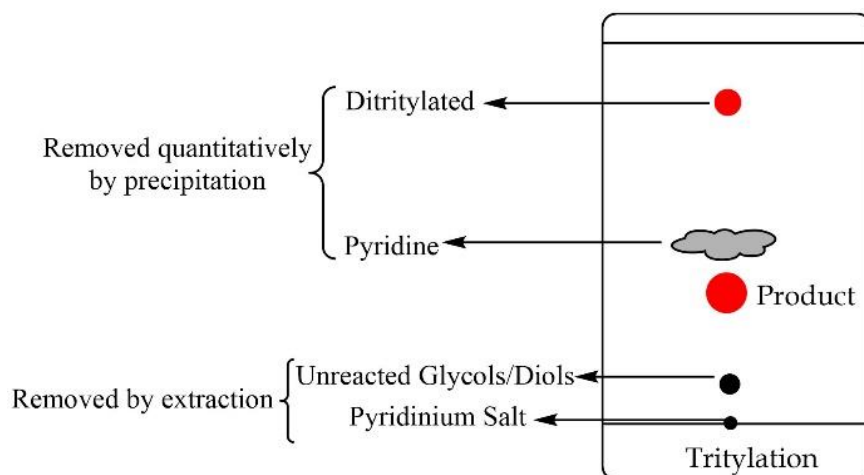 Ditritylated
Removed quantitatively
by precipitation
Pyridine
Product
Unreacted Glycols/Diols
Removed by extraction
Pyridinium Salt
Tritylation